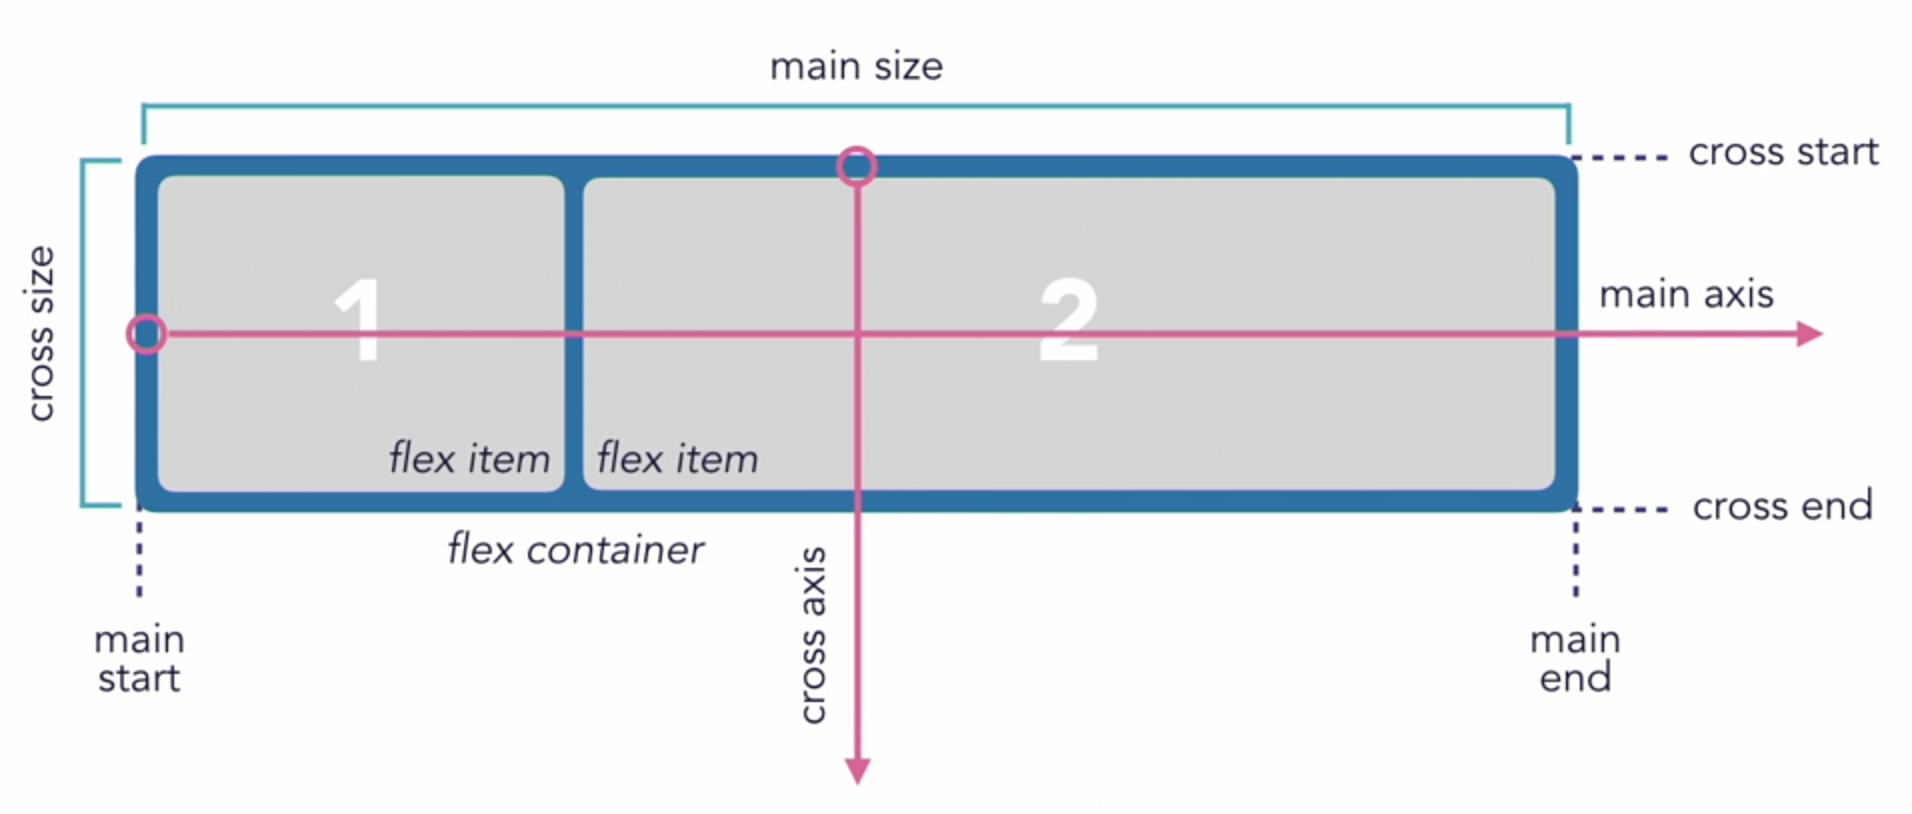 main size
cross start
cross size
1
2
main axis
flex item
flex item
cross end
flex container
cross axis
main
start
main
end